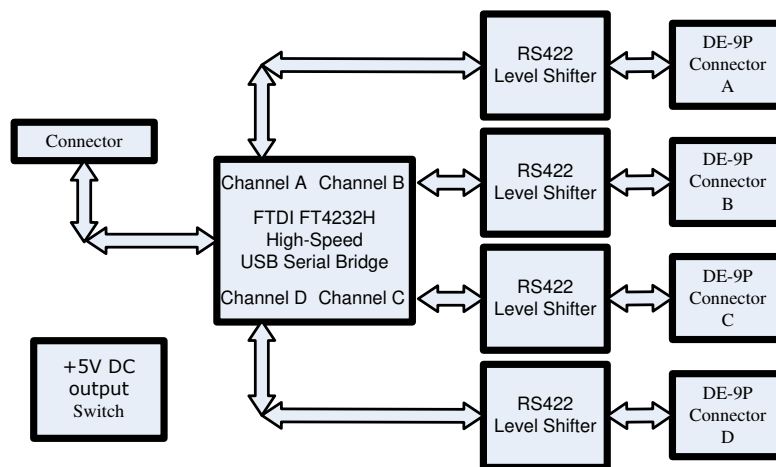 RS422
Level Shifter
DE-9P
Connector
A
Connector
Channel A Channel B
FTDI FT4232H
High-Speed
USB Serial Bridge
Channel D Channel C
RS422
Level Shifter
DE-9P
Connector
B
RS422
Level Shifter
DE-9P
Connector
C
+5V DC
output
Switch
RS422
Level Shifter
DE-9P
Connector
D